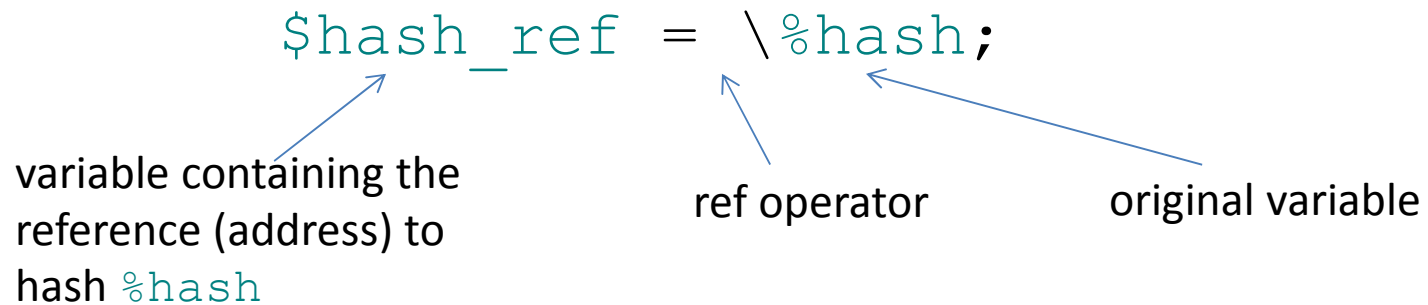 $hash_ref = \%hash;
variable containing the
reference (address) to
hash %hash
ref operator
original variable